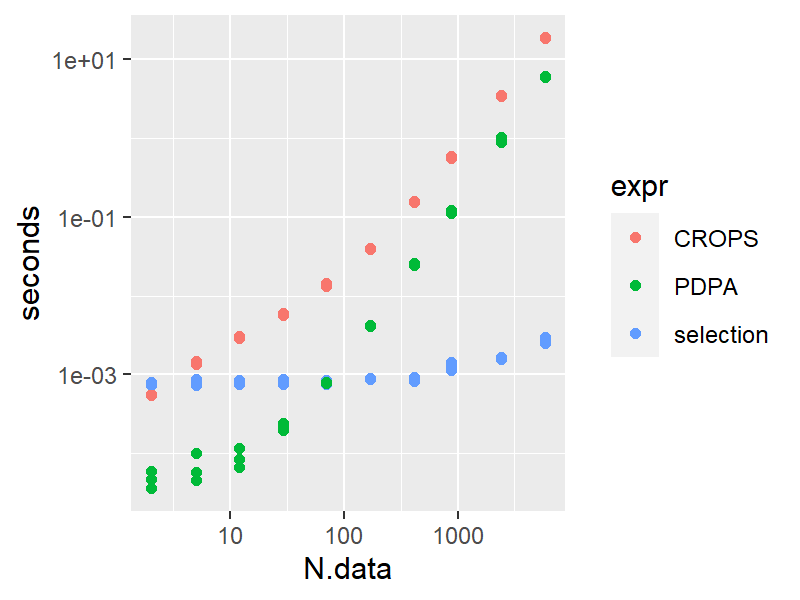 seconds
1e+01
1e-01
1e-03
10
100
1000
N.data
expr
CROPS
PDPA
selection